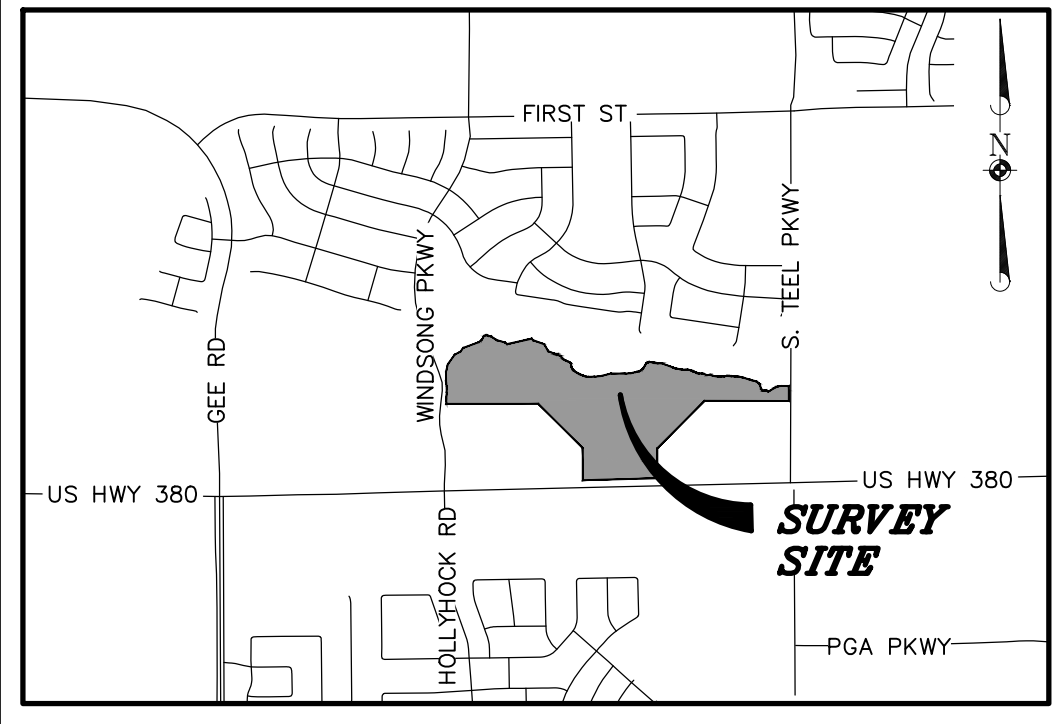 FIRST ST
N
S. TEEL PKWY
WINDSONG PKWY
GEE RD
US HWY 380
US HWY 380
SURVEY
SITE
HOLLYHOCK RD
PGA PKWY